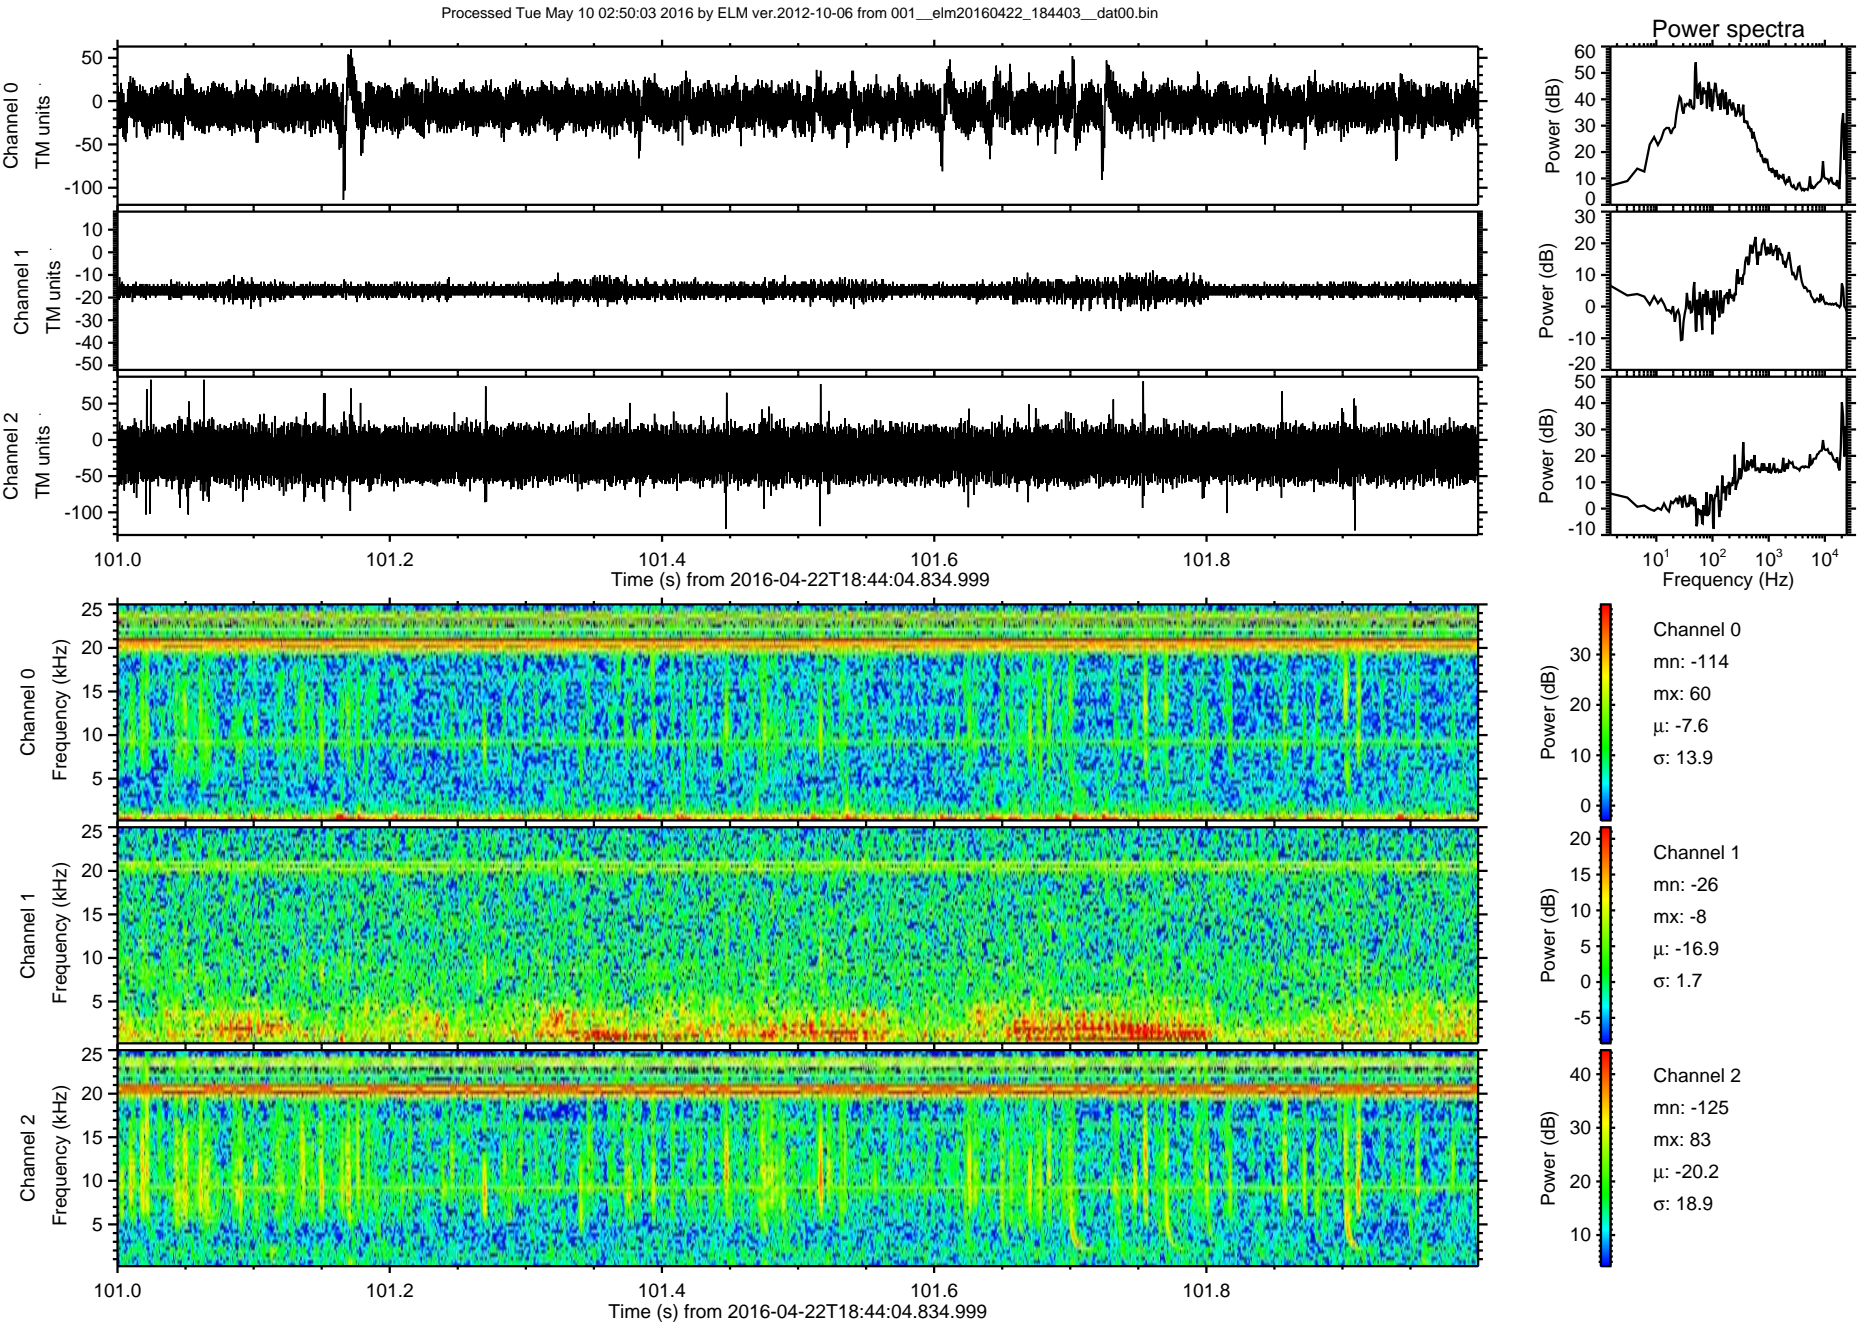 Processed Tue May 10 02:50:03 2016 by ELM ver.2012-10-06 from 001__elm20160422_184403__dat00.bin
Power spectra
Channel 0
TM units
50
0
-50
-100
Power (dB)
60
50
40
30
20
10
0
Channel 1
TM units
10
0
-10
-20
-30
-40
-50
Power (dB)
30
20
10
0
-10
-20
Channel 2
TM units
50
0
-50
-100
Power (dB)
50
40
30
20
10
0
-10
101.0 101.2 101.4 101.6 101.8
Time (s) from 2016-04-22T18:44:04.834.999
10¹ 10² 10³ 10⁴
Frequency (Hz)
Channel 0
Frequency (kHz)
25
20
15
10
5
Power (dB)
30
20
10
0
Channel 0
mn: -114
mx: 60
μ: -7.6
σ: 13.9
Channel 1
Frequency (kHz)
25
20
15
10
5
Power (dB)
20
15
10
5
0
-5
Channel 1
mn: -26
mx: -8
μ: -16.9
σ: 1.7
Channel 2
Frequency (kHz)
25
20
15
10
5
Power (dB)
40
30
20
10
Channel 2
mn: -125
mx: 83
μ: -20.2
σ: 18.9
101.0 101.2 101.4 101.6 101.8
Time (s) from 2016-04-22T18:44:04.834.999